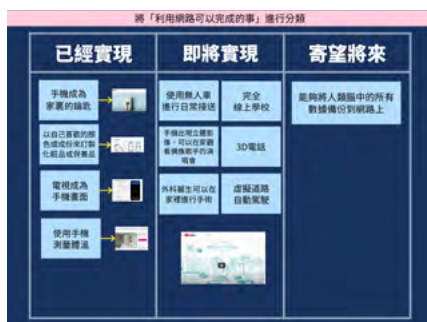 將「利用網路可以完成的事」進行分類
已經實現
即將實現
寄望將來
手機成為
家裏的鑰匙
以自己喜歡的顏
色或成份來訂製
化粧品或保養品
電視成為
手機畫面
使用手機
測量體溫
使用無人車
進行日常接送
完全
線上學校
手機出現立體影
像，可以在家觀
看偶像歌手的演
唱會
3D電話
外科醫生可以在
家裡進行手術
虛擬道路
自動駕駛
能夠將人類腦中的所有
數據備份到網路上